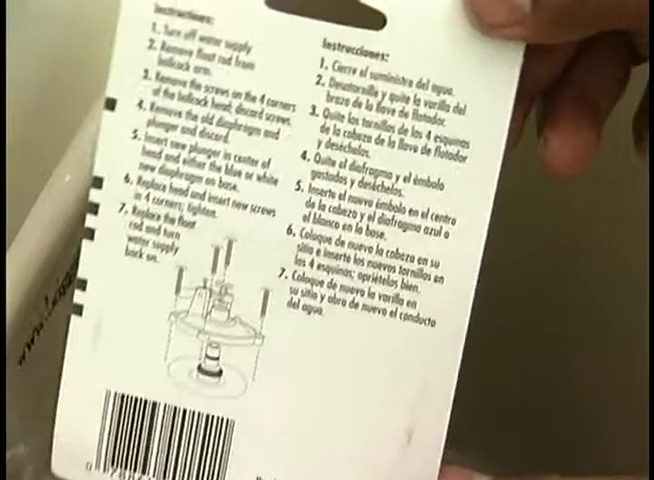 Instructions:
1. Turn off water supply
2. Remove float rod from
ballcock arm.
3. Remove the screws on the 4 corners
of the ballcock head; discard screws.
4. Remove the old diaphragm and
plunger and discard.
5. Insert new plunger in center of
head and either the blue or white
new diaphragm on base.
6. Replace head and insert new screws
in 4 corners; tighten.
7. Replace the float
rod and turn
water supply
back on.
Instrucciones:
1. Cierre el suministro del agua.
2. Desatornille y quite la varilla del
brazo de la llave de flotador.
3. Quite los tornillos de las 4 esquinas
de la cabeza de la llave de flotador
y deséchelos.
4. Quite el diafragma y el émbolo
gastados y deséchelos.
5. Inserte el nuevo émbolo en el centro
de la cabeza y el diafragma azul o
el blanco en la base.
6. Coloque de nuevo la cabeza en su
sitio e inserte los nuevos tornillos en
las 4 esquinas; apriételos bien.
7. Coloque de nuevo la varilla en
su sitio y abra de nuevo el conducto
del agua.